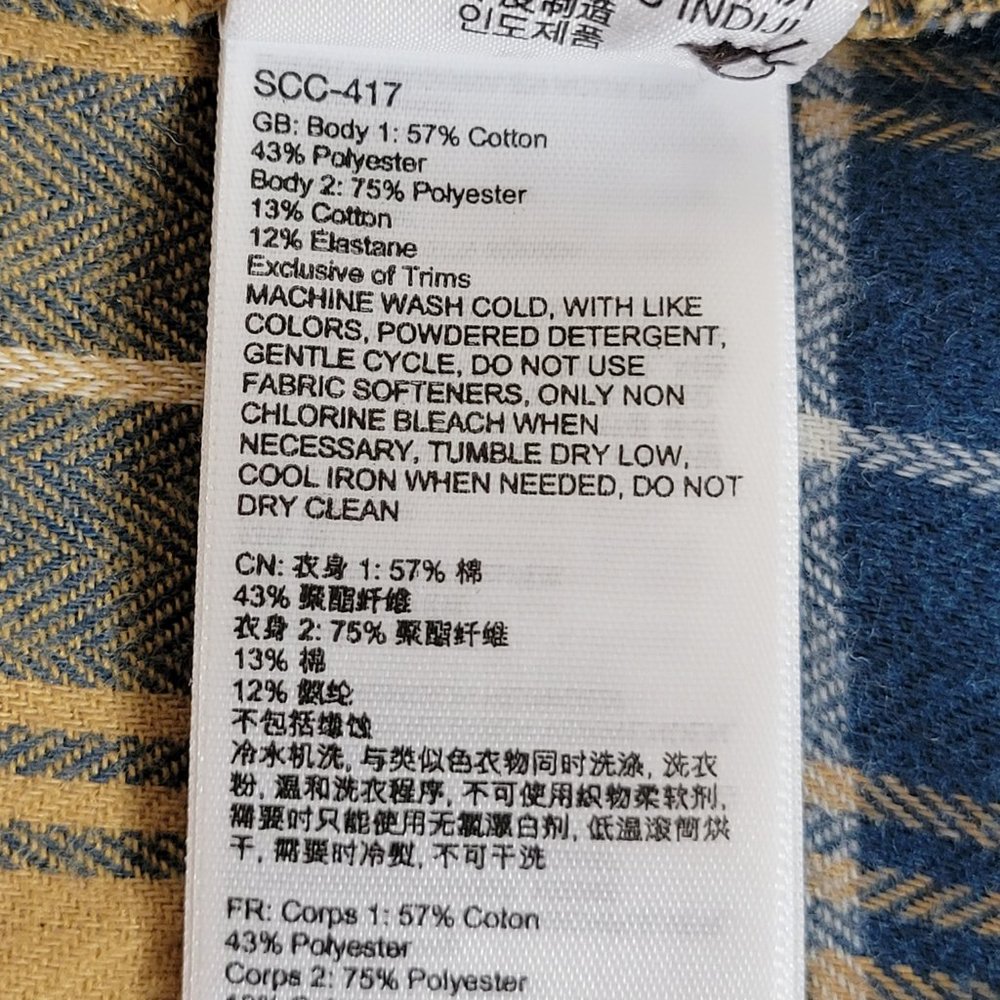 制造
인도제품
INDIJI
SCC-417
GB: Body 1: 57% Cotton
43% Polyester
Body 2: 75% Polyester
13% Cotton
12% Elastane
Exclusive of Trims
MACHINE WASH COLD, WITH LIKE
COLORS, POWDERED DETERGENT,
GENTLE CYCLE, DO NOT USE
FABRIC SOFTENERS, ONLY NON
CHLORINE BLEACH WHEN
NECESSARY, TUMBLE DRY LOW,
COOL IRON WHEN NEEDED, DO NOT
DRY CLEAN
CN: 衣身 1: 57% 棉
43% 聚酯纤维
衣身 2: 75% 聚酯纤维
13% 棉
12% 氨纶
不包括
冷水机洗, 与类似色衣物同时洗涤, 洗衣
粉, 温和洗衣程序, 不可使用织物柔软剂,
需要时只能使用无氯漂白剂, 低温滚筒烘
干, 需要时冷熨, 不可干洗
FR: Corps 1: 57% Coton
43% Polyester
Corps 2: 75% Polyester